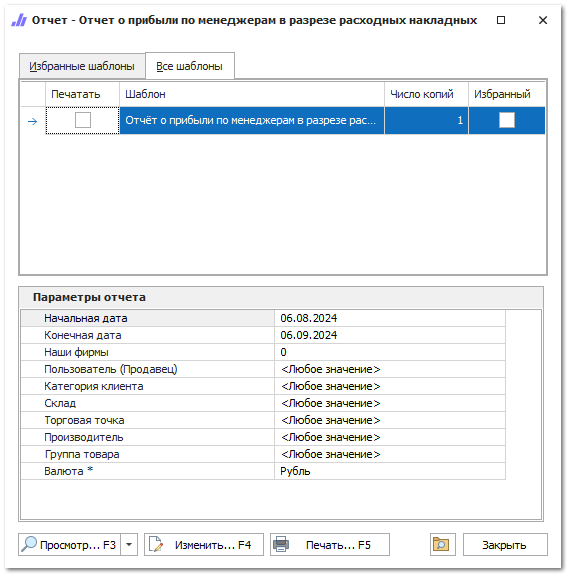 Отчет - Отчет о прибыли по менеджерам в разрезе расходных накладных
Избранные шаблоны Все шаблоны
Печатать Шаблон Число копий Избранный
Отчёт о прибыли по менеджерам в разрезе рас... 1
Параметры отчета
Начальная дата 06.08.2024
Конечная дата 06.09.2024
Наши фирмы 0
Пользователь (Продавец) <Любое значение>
Категория клиента <Любое значение>
Склад <Любое значение>
Торговая точка <Любое значение>
Производитель <Любое значение>
Группа товара <Любое значение>
Валюта * Рубль
Просмотр... F3 Изменить... F4 Печать... F5 Закрыть